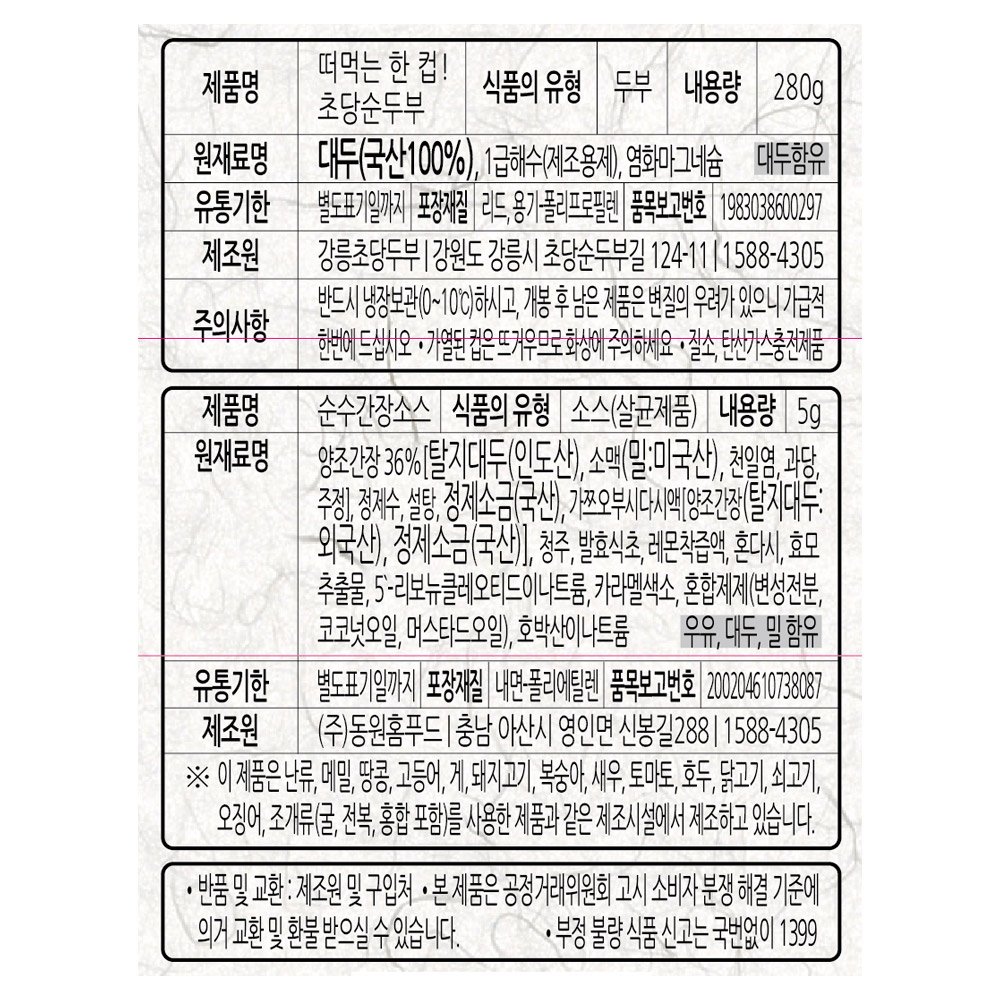 제품명 떠먹는 한 컵! 초당순두부 식품의 유형 두부 내용량 280g
원재료명 대두(국산100%), 1급해수(제조용제), 염화마그네슘 대두함유
유통기한 별도표기일까지 포장재질 리드, 용기-폴리프로필렌 품목보고번호 1983038600297
제조원 강릉초당두부 | 강원도 강릉시 초당순두부길 124-11 | 1588-4305
주의사항 반드시 냉장보관(0~10℃)하시고, 개봉 후 남은 제품은 변질의 우려가 있으니 가급적
한번에 드십시오 • 가열된 컵은 뜨거우므로 화상에 주의하세요 • 질소, 탄산가스충전제품
제품명 순수간장소스 식품의 유형 소스(살균제품) 내용량 5g
원재료명 양조간장 36%[탈지대두(인도산), 소맥(밀:미국산), 천일염, 과당,
주정], 정제수, 설탕, 정제소금(국산), 가쯔오부시다시액[양조간장(탈지대두:
외국산), 정제소금(국산)], 청주, 발효식초, 레몬착즙액, 혼다시, 효모
추출물, 5`-리보뉴클레오티드이나트륨, 카라멜색소, 혼합제제(변성전분,
코코넛오일, 머스타드오일), 호박산이나트륨 우유, 대두, 밀 함유
유통기한 별도표기일까지 포장재질 내면-폴리에틸렌 품목보고번호 200204610738087
제조원 (주)동원홈푸드 | 충남 아산시 영인면 신봉길288 | 1588-4305
※ 이 제품은 난류, 메밀, 땅콩, 고등어, 게, 돼지고기, 복숭아, 새우, 토마토, 호두, 닭고기, 쇠고기,
오징어, 조개류(굴, 전복, 홍합 포함)를 사용한 제품과 같은 제조시설에서 제조하고 있습니다.
• 반품 및 교환 : 제조원 및 구입처 • 본 제품은 공정거래위원회 고시 소비자 분쟁 해결 기준에
의거 교환 및 환불 받으실 수 있습니다. • 부정 불량 식품 신고는 국번없이 1399